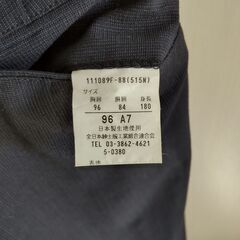 111089F-88(515N)
サイズ
胸囲 胴囲 身長
96 84 180
96 A7
日本製生地使用
全日本紳士服工業組合連合会
TEL 03-3862-4621
5-0380
表地